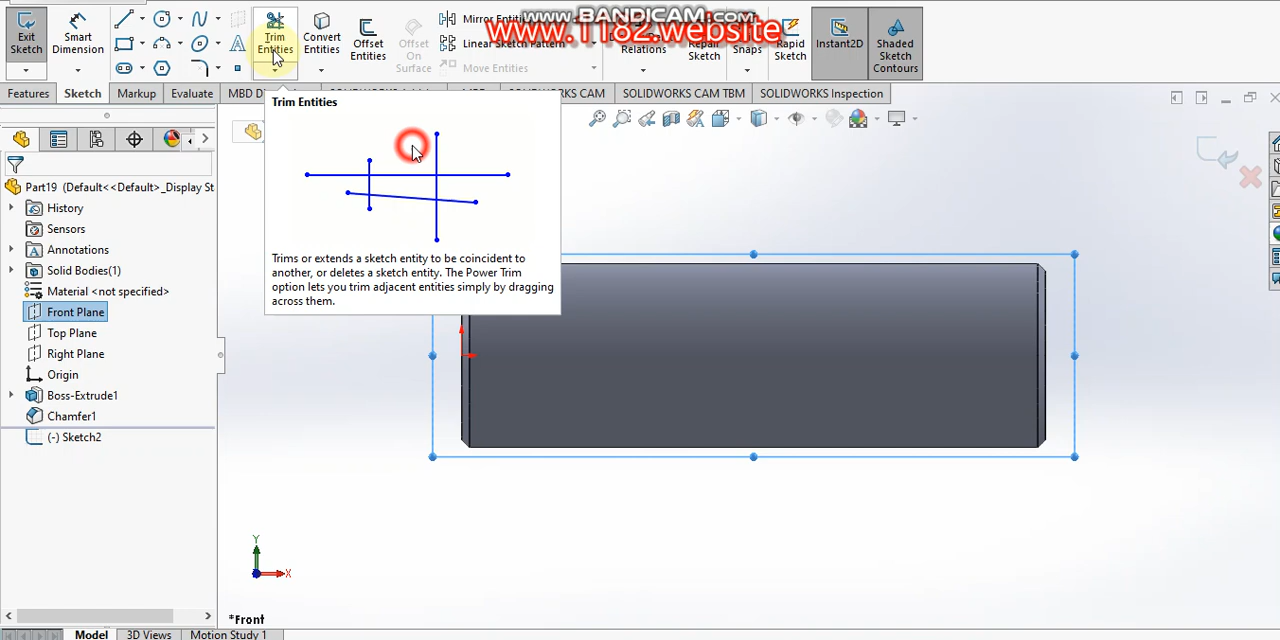 www.BANDICAM.com
www.1182.website
Exit Sketch
Smart Dimension
Trim Entities
Convert Entities
Offset Entities
Offset On Surface
Mirror Entiti
Linear Sketch Pattern
Move Entities
Relations
Repair Sketch
Snaps
Rapid Sketch
Instant2D
Shaded Sketch Contours
Features
Sketch
Markup
Evaluate
MBD
SOLIDWORKS CAM
SOLIDWORKS CAM TBM
SOLIDWORKS Inspection
Trim Entities
Trims or extends a sketch entity to be coincident to
another, or deletes a sketch entity. The Power Trim
option lets you trim adjacent entities simply by dragging
across them.
Part19 (Default<<Default>_Display St
History
Sensors
Annotations
Solid Bodies(1)
Material <not specified>
Front Plane
Top Plane
Right Plane
Origin
Boss-Extrude1
Chamfer1
(-) Sketch2
Y
X
*Front
Model
3D Views
Motion Study 1